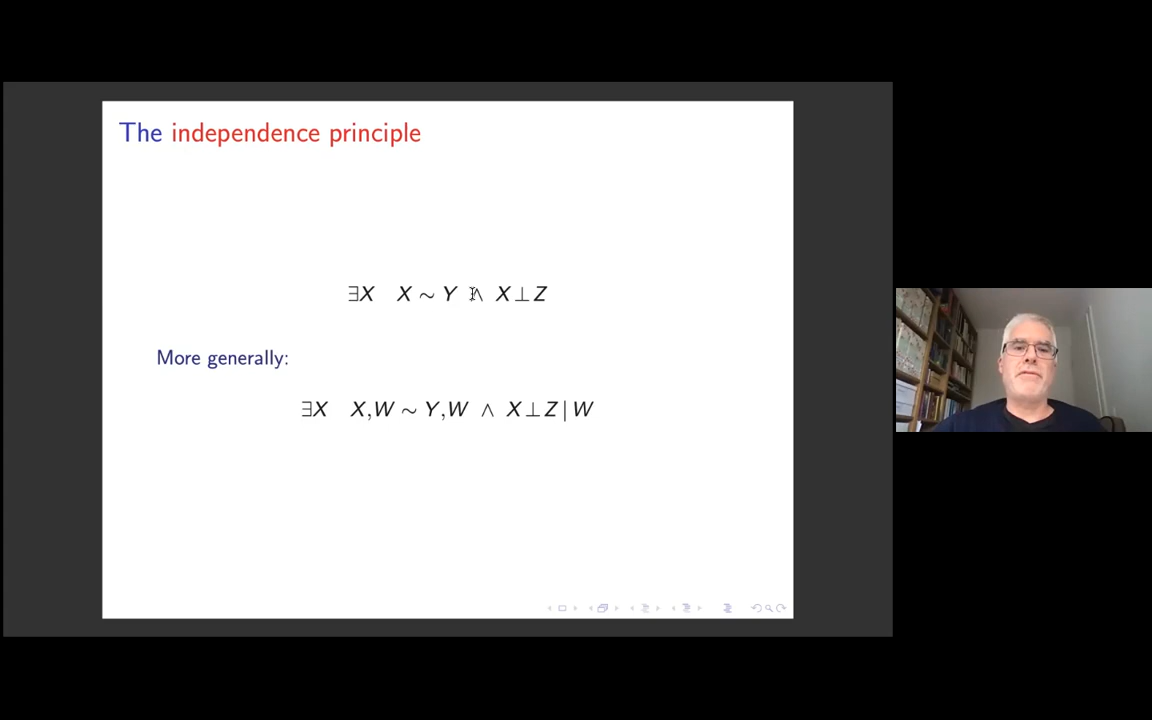 The independence principle
∃X X ∼ Y ∧ X ⊥ Z
More generally:
∃X X,W ∼ Y,W ∧ X ⊥ Z | W